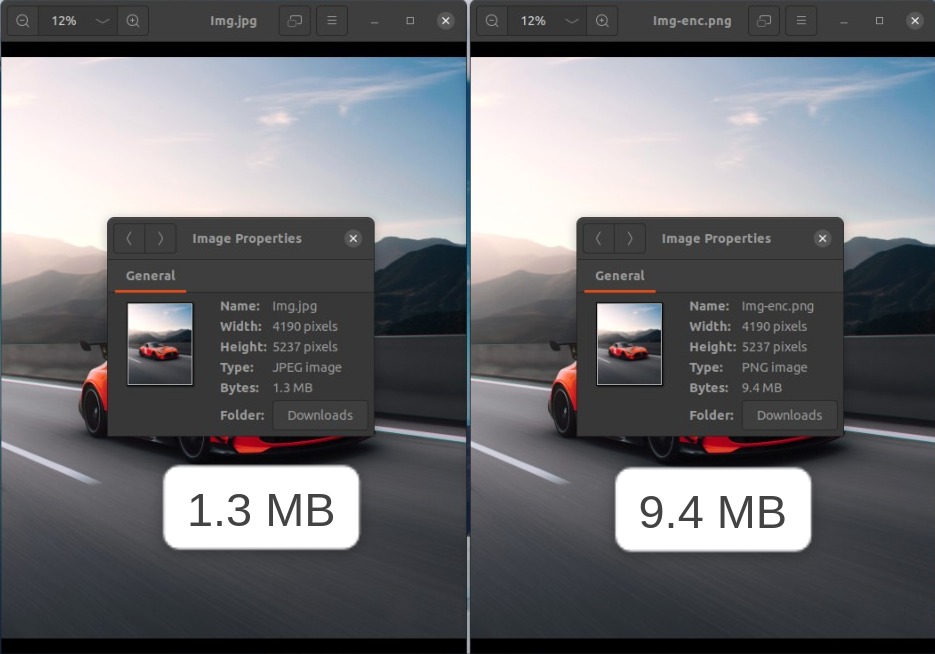 12%
Img.jpg
Image Properties
General
Name: Img.jpg
Width: 4190 pixels
Height: 5237 pixels
Type: JPEG image
Bytes: 1.3 MB
Folder: Downloads
1.3 MB
12%
Img-enc.png
Image Properties
General
Name: Img-enc.png
Width: 4190 pixels
Height: 5237 pixels
Type: PNG image
Bytes: 9.4 MB
Folder: Downloads
9.4 MB